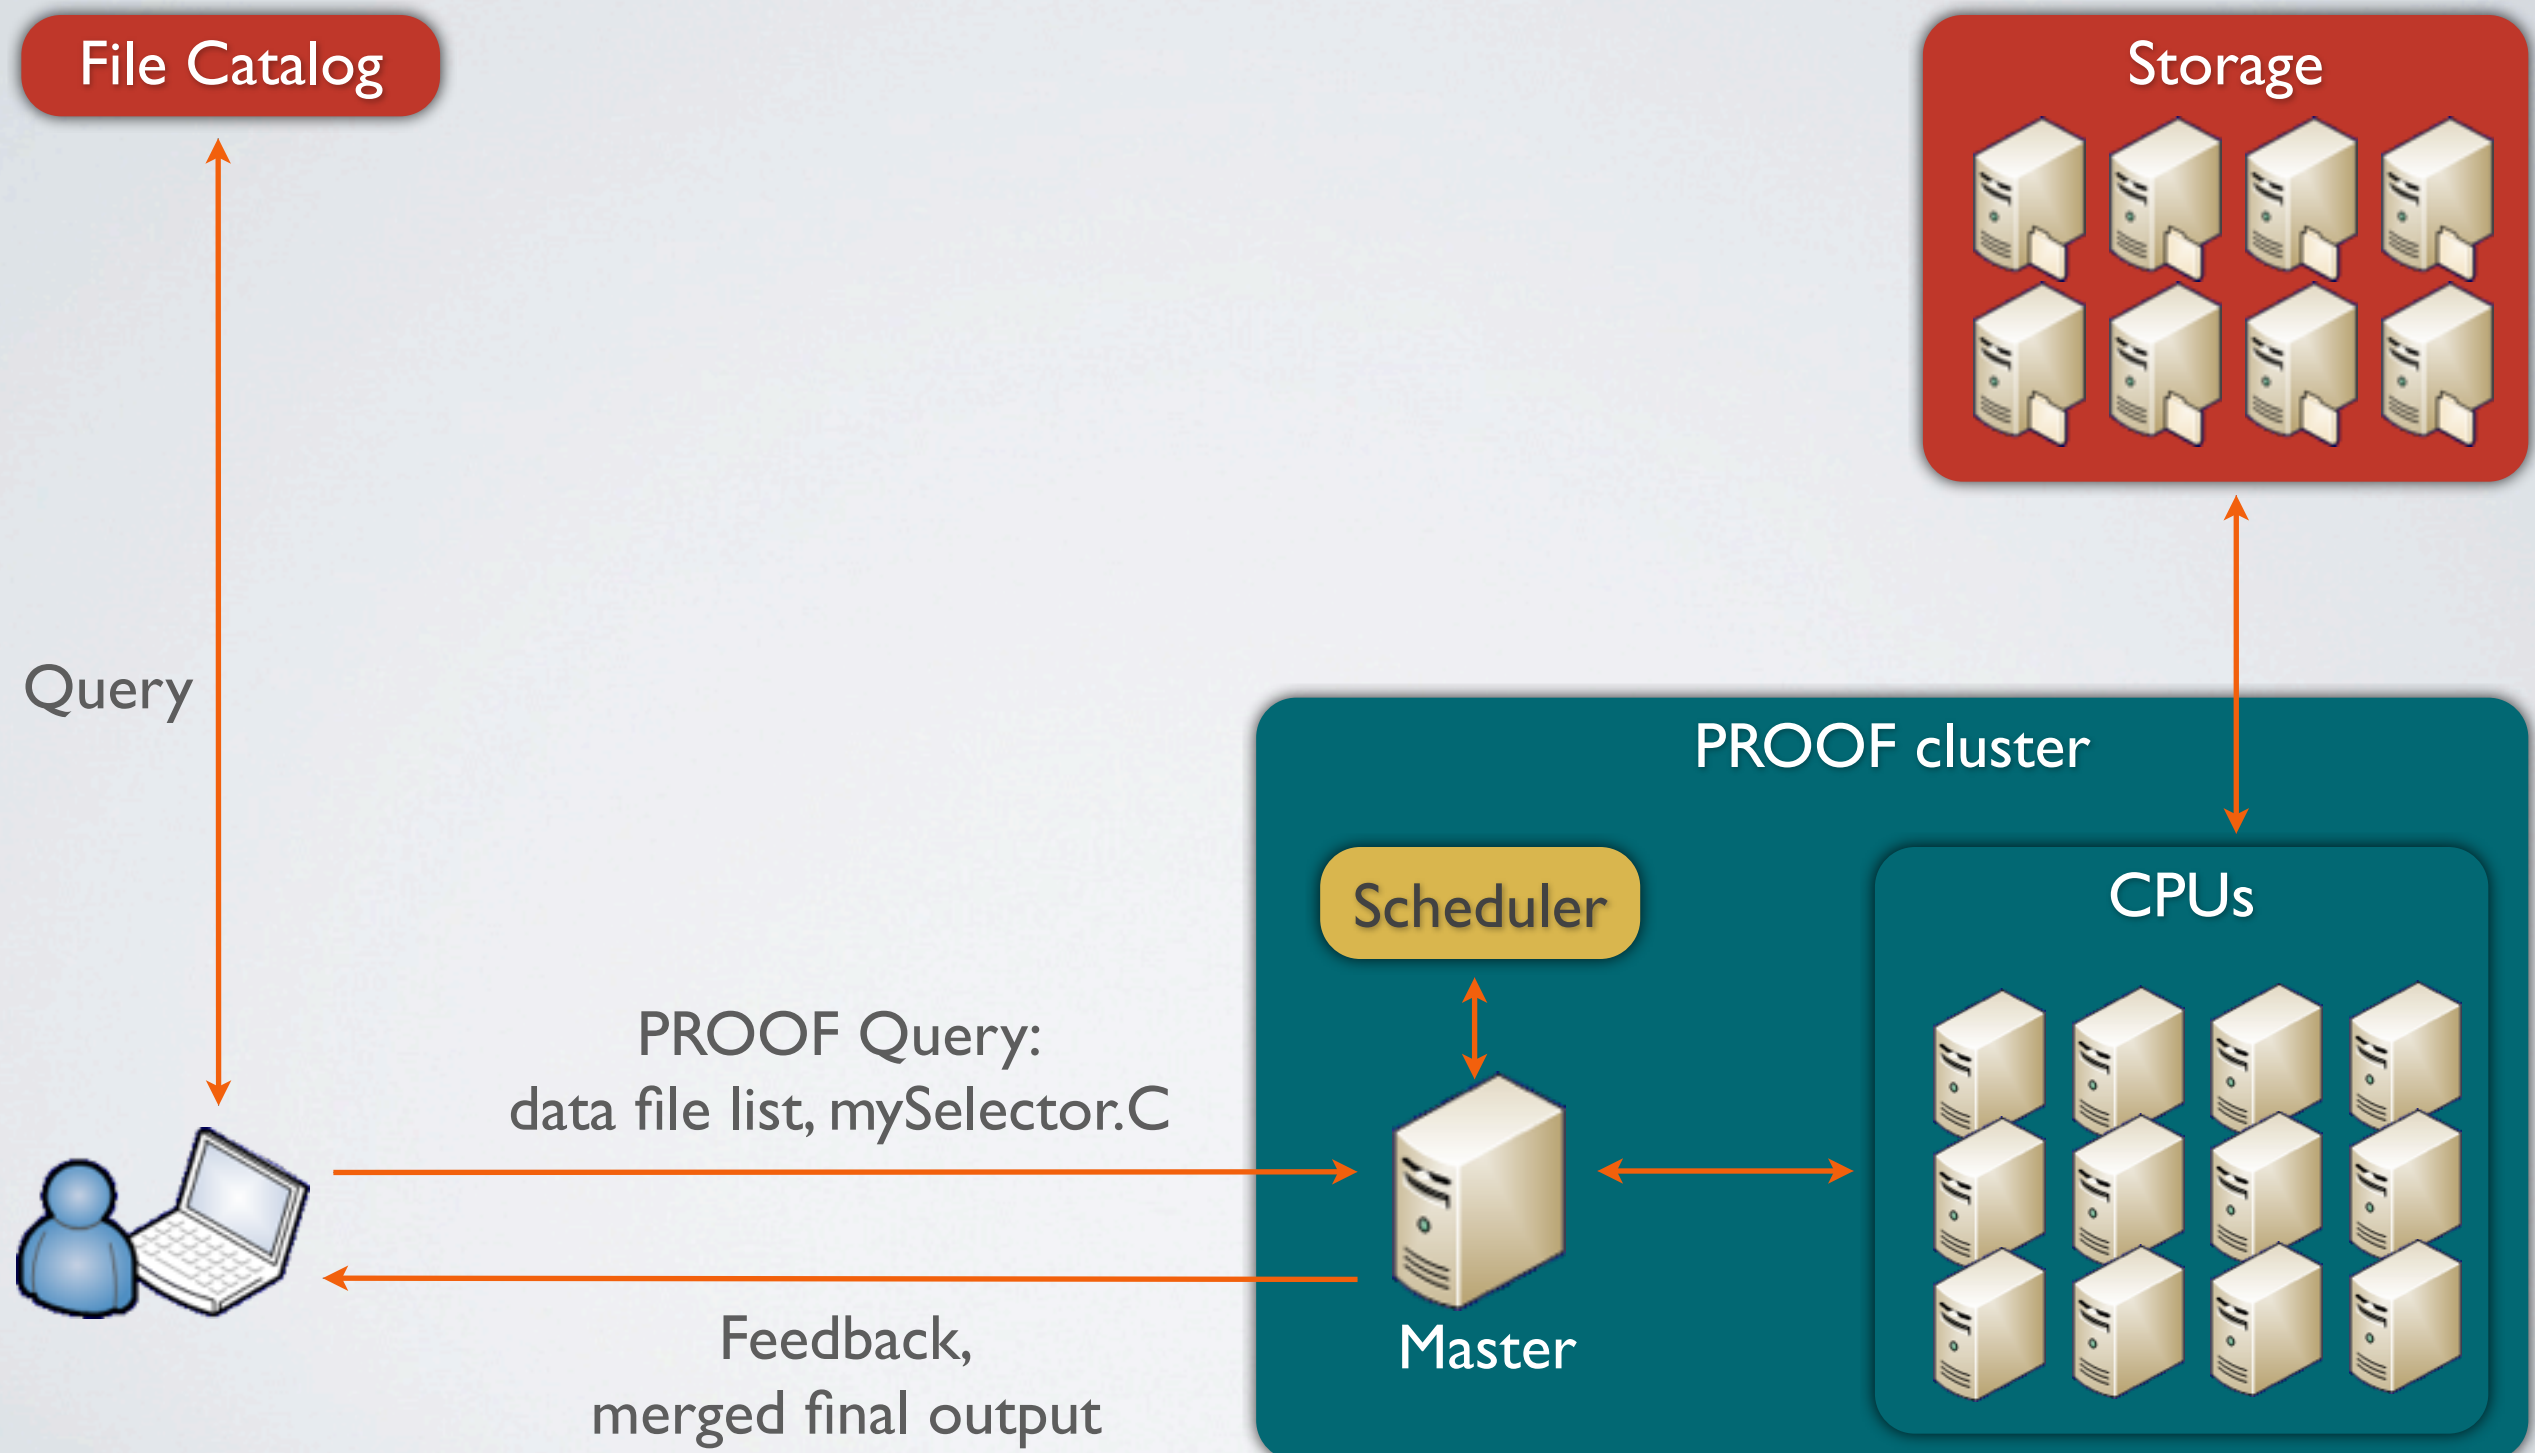 File Catalog
Storage
Query
PROOF cluster
Scheduler
CPUs
PROOF Query:
data file list, mySelector.C
Master
Feedback,
merged final output